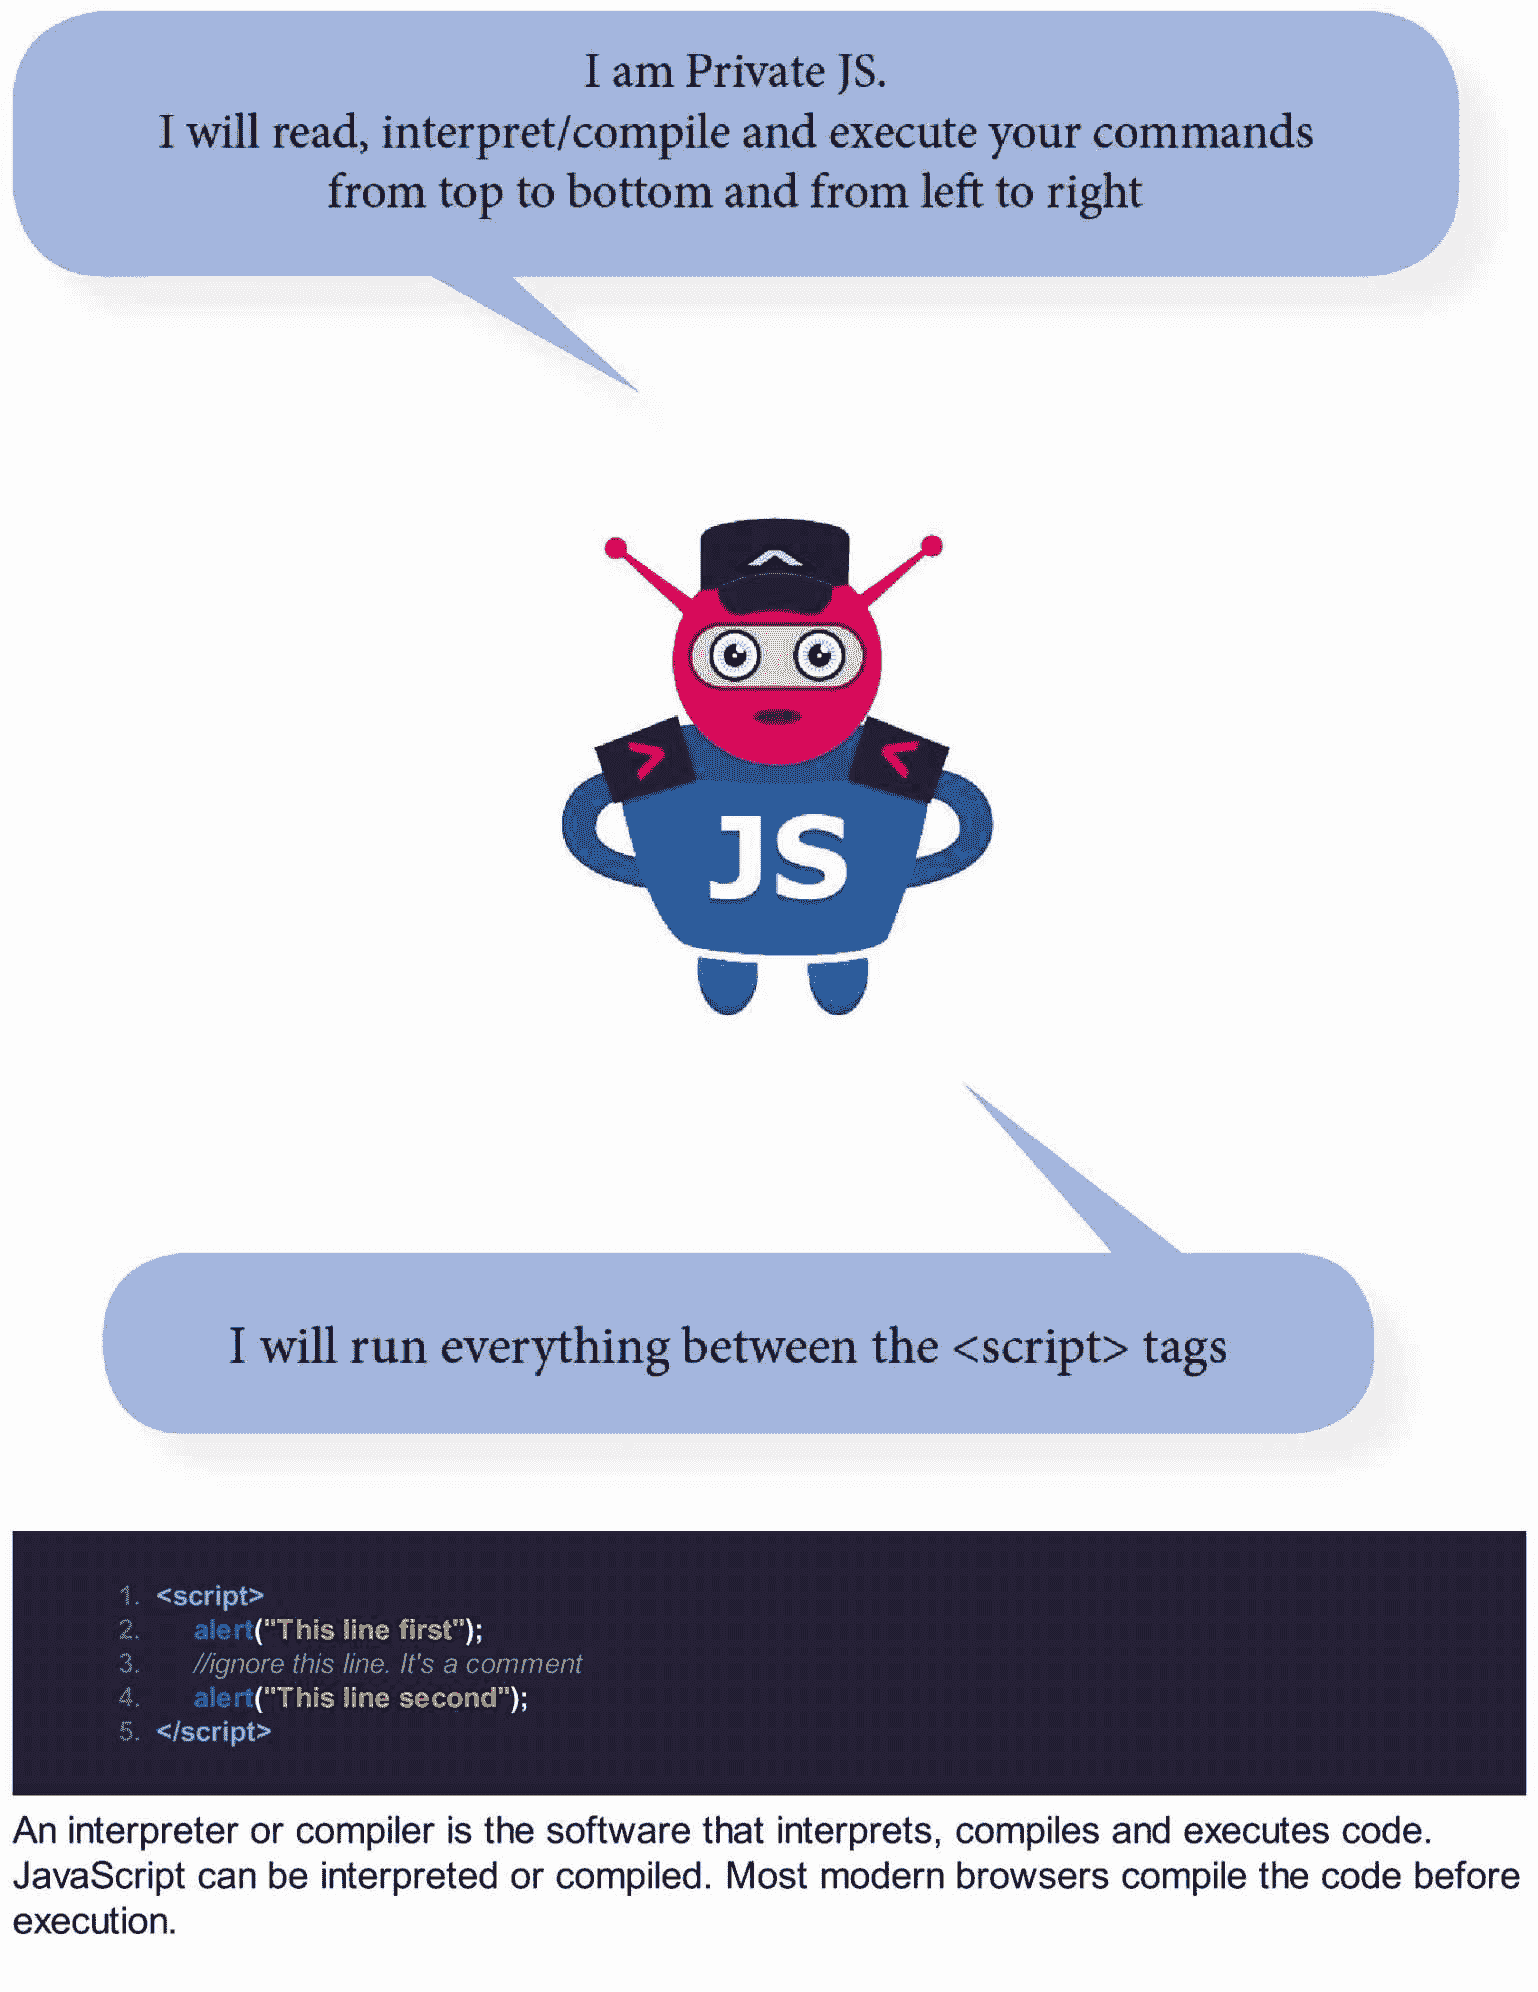 I am Private JS.
I will read, interpret/compile and execute your commands
from top to bottom and from left to right
JS
I will run everything between the <script> tags
1. <script>
2. alert("This line first");
3. //ignore this line. It's a comment
4. alert("This line second");
5. </script>
An interpreter or compiler is the software that interprets, compiles and executes code.
JavaScript can be interpreted or compiled. Most modern browsers compile the code before
execution.